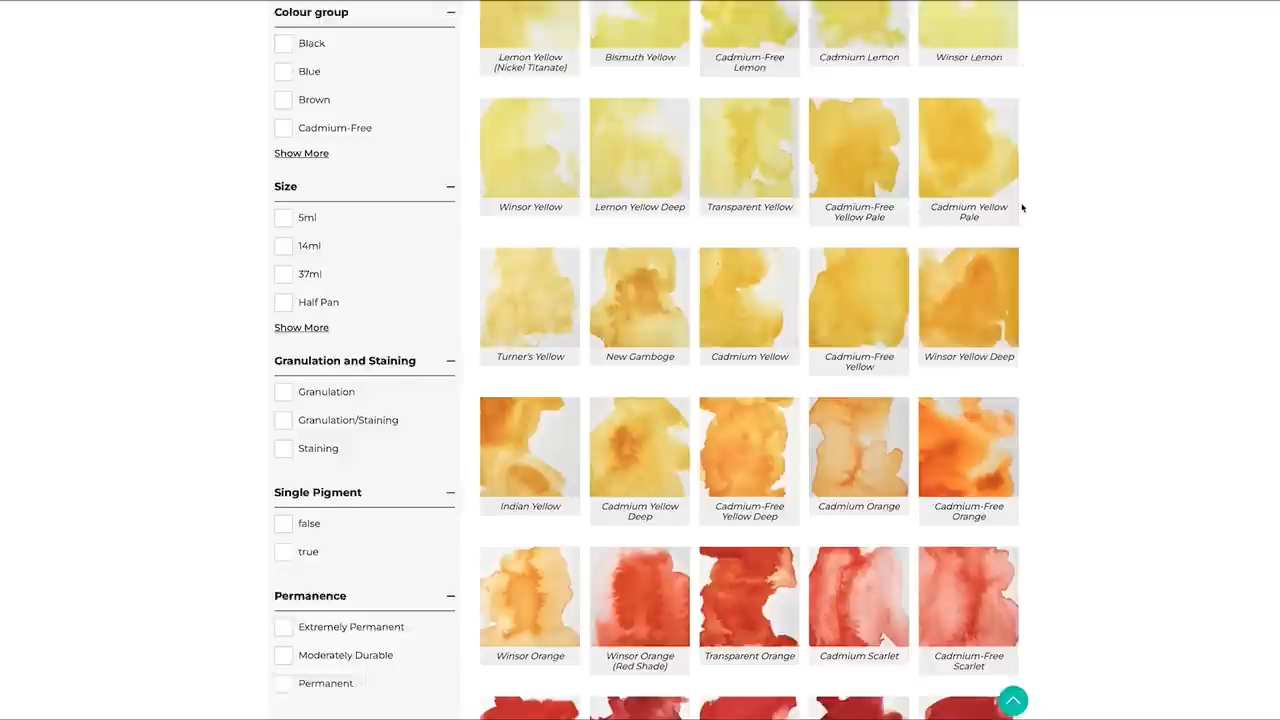 Colour group
Black
Blue
Brown
Cadmium-Free
Show More
Size
5ml
14ml
37ml
Half Pan
Show More
Granulation and Staining
Granulation
Granulation/Staining
Staining
Single Pigment
false
true
Permanence
Extremely Permanent
Moderately Durable
Permanent
Lemon Yellow
(Nickel Titanate)
Bismuth Yellow
Cadmium-Free
Lemon
Cadmium Lemon
Winsor Lemon
Winsor Yellow
Lemon Yellow Deep
Transparent Yellow
Cadmium-Free
Yellow Pale
Cadmium Yellow
Pale
Turner's Yellow
New Gamboge
Cadmium Yellow
Cadmium-Free
Yellow
Winsor Yellow Deep
Indian Yellow
Cadmium Yellow
Deep
Cadmium-Free
Yellow Deep
Cadmium Orange
Cadmium-Free
Orange
Winsor Orange
Winsor Orange
(Red Shade)
Transparent Orange
Cadmium Scarlet
Cadmium-Free
Scarlet